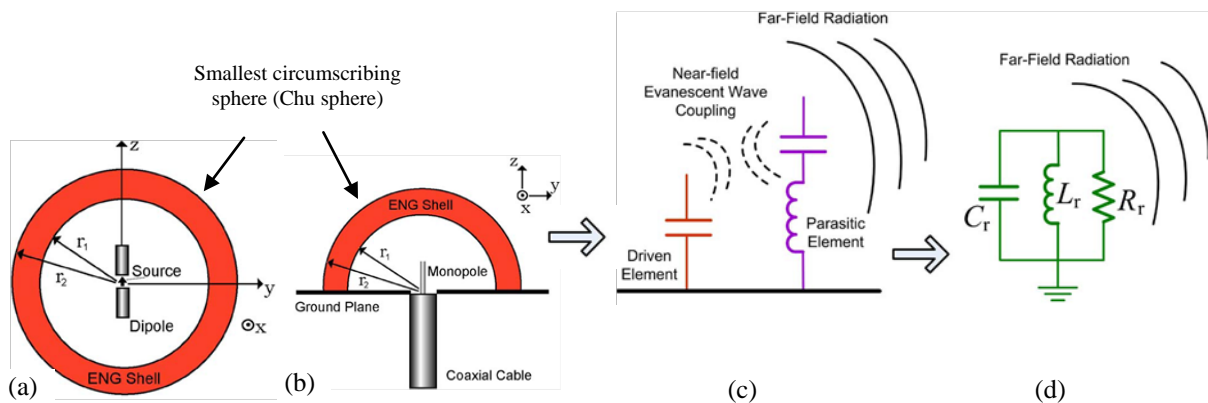 Smallest circumscribing
sphere (Chu sphere)
(a)
z
r1
r2
Source
y
x
Dipole
ENG Shell
(b)
z
y
x
ENG Shell
r1
r2
Monopole
Ground Plane
Coaxial Cable
(c)
Far-Field Radiation
Near-field
Evanescent Wave
Coupling
Driven
Element
Parasitic
Element
(d)
Far-Field Radiation
Cr
Lr
Rr